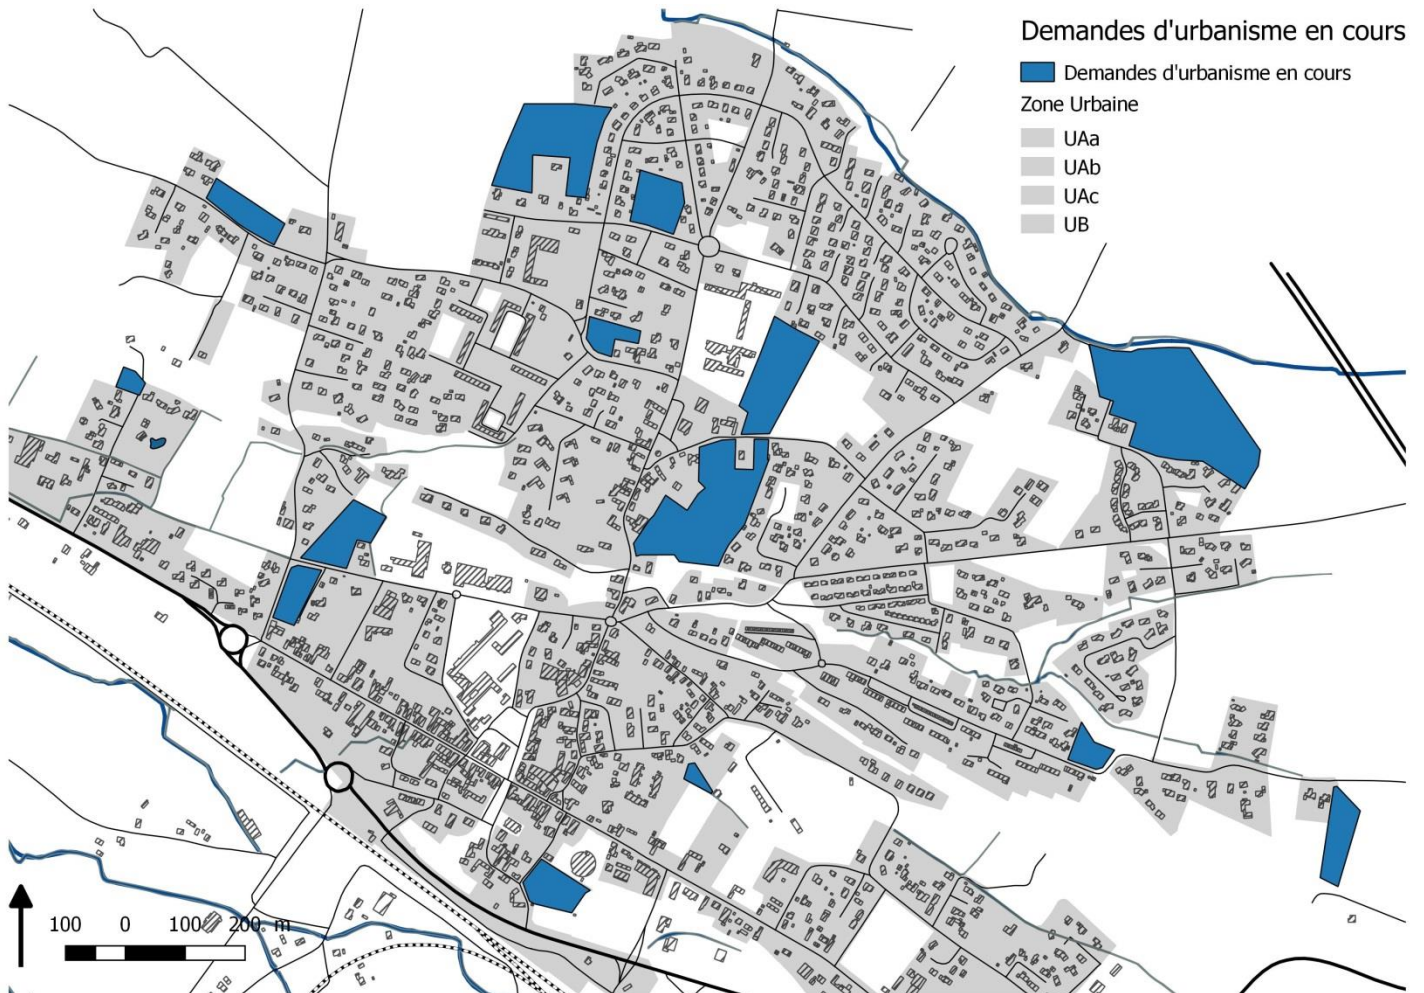 Demandes d'urbanisme en cours
Demandes d'urbanisme en cours
Zone Urbaine
UAa
UAb
UAc
UB
100 0 100 200 m